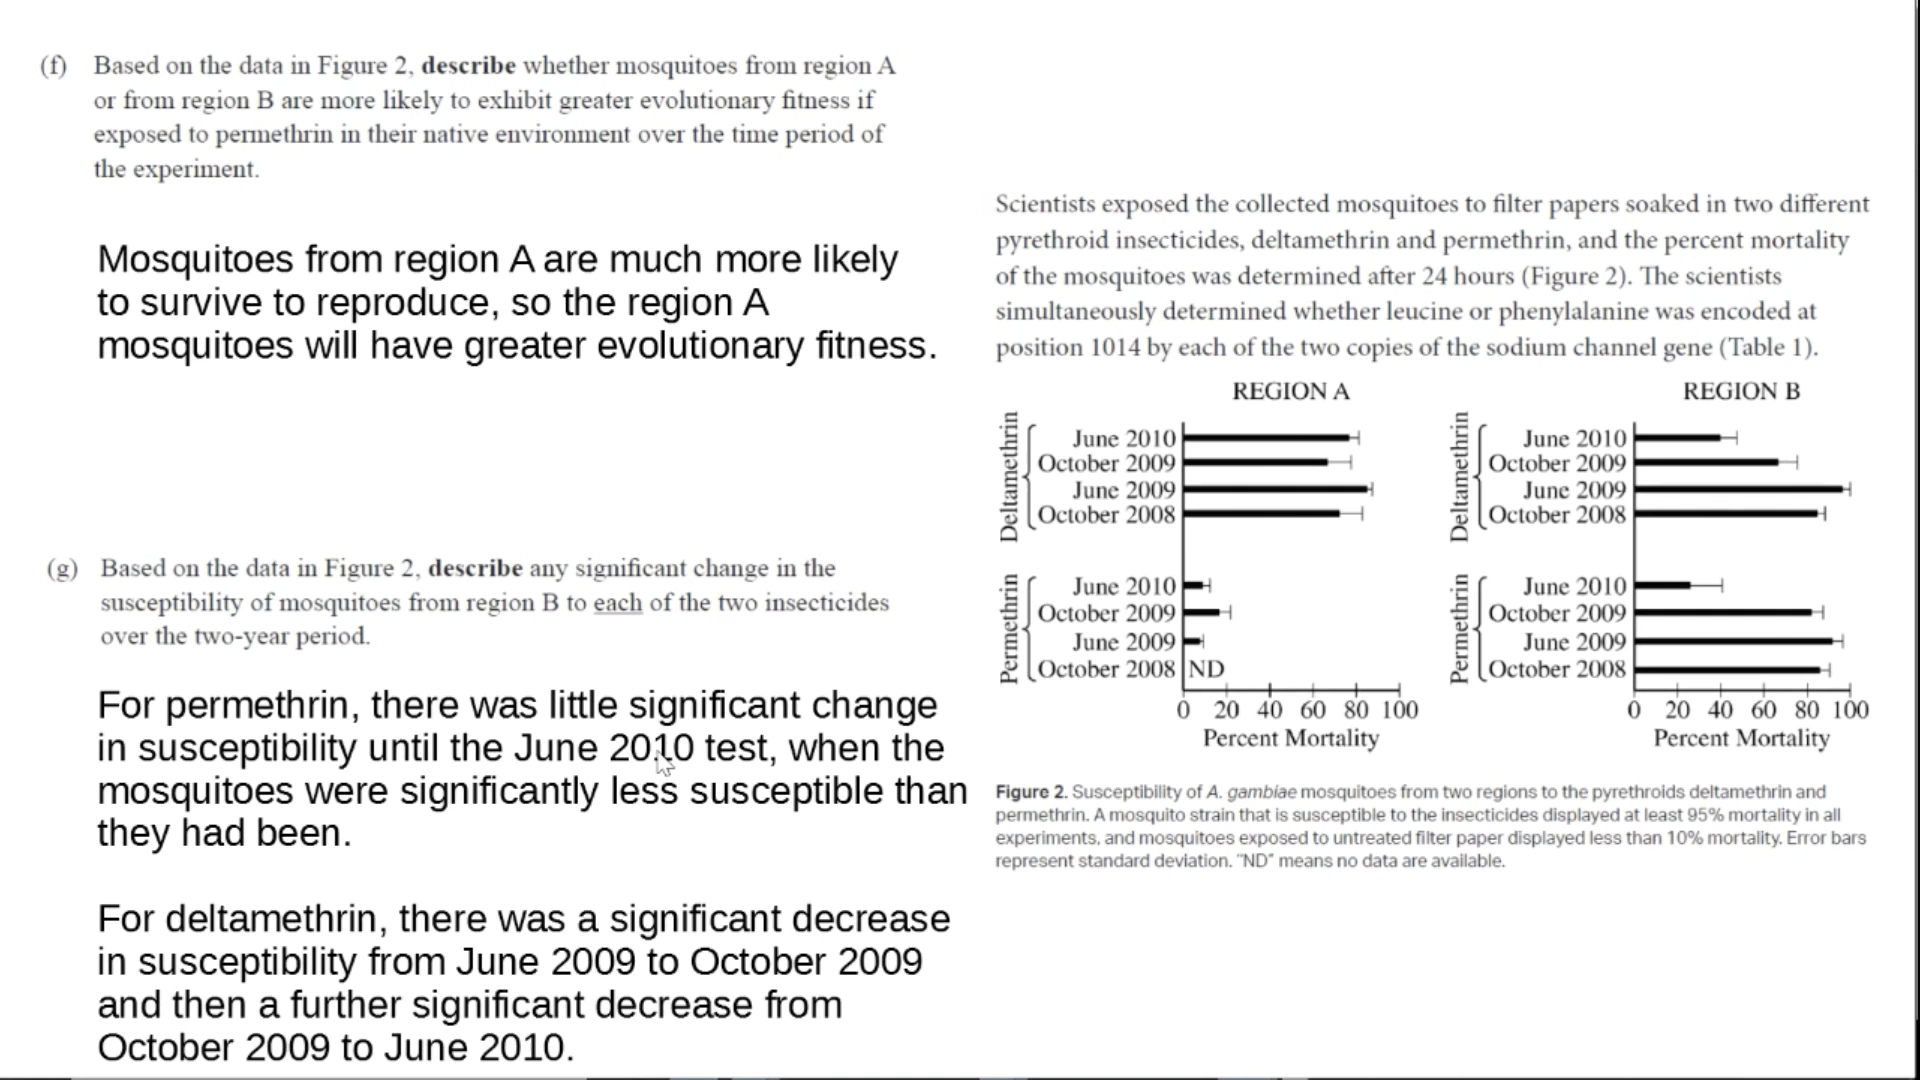 (f) Based on the data in Figure 2, describe whether mosquitoes from region A
or from region B are more likely to exhibit greater evolutionary fitness if
exposed to permethrin in their native environment over the time period of
the experiment.
Mosquitoes from region A are much more likely
to survive to reproduce, so the region A
mosquitoes will have greater evolutionary fitness.
(g) Based on the data in Figure 2, describe any significant change in the
susceptibility of mosquitoes from region B to each of the two insecticides
over the two-year period.
For permethrin, there was little significant change
in susceptibility until the June 2010 test, when the
mosquitoes were significantly less susceptible than
they had been.
For deltamethrin, there was a significant decrease
in susceptibility from June 2009 to October 2009
and then a further significant decrease from
October 2009 to June 2010.
Scientists exposed the collected mosquitoes to filter papers soaked in two different
pyrethroid insecticides, deltamethrin and permethrin, and the percent mortality
of the mosquitoes was determined after 24 hours (Figure 2). The scientists
simultaneously determined whether leucine or phenylalanine was encoded at
position 1014 by each of the two copies of the sodium channel gene (Table 1).
REGION A
Deltamethrin
June 2010
October 2009
June 2009
October 2008
Permethrin
June 2010
October 2009
June 2009
October 2008 ND
0 20 40 60 80 100
Percent Mortality
REGION B
Deltamethrin
June 2010
October 2009
June 2009
October 2008
Permethrin
June 2010
October 2009
June 2009
October 2008
0 20 40 60 80 100
Percent Mortality
Figure 2. Susceptibility of A. gambiae mosquitoes from two regions to the pyrethroids deltamethrin and
permethrin. A mosquito strain that is susceptible to the insecticides displayed at least 95% mortality in all
experiments, and mosquitoes exposed to untreated filter paper displayed less than 10% mortality. Error bars
represent standard deviation. "ND" means no data are available.